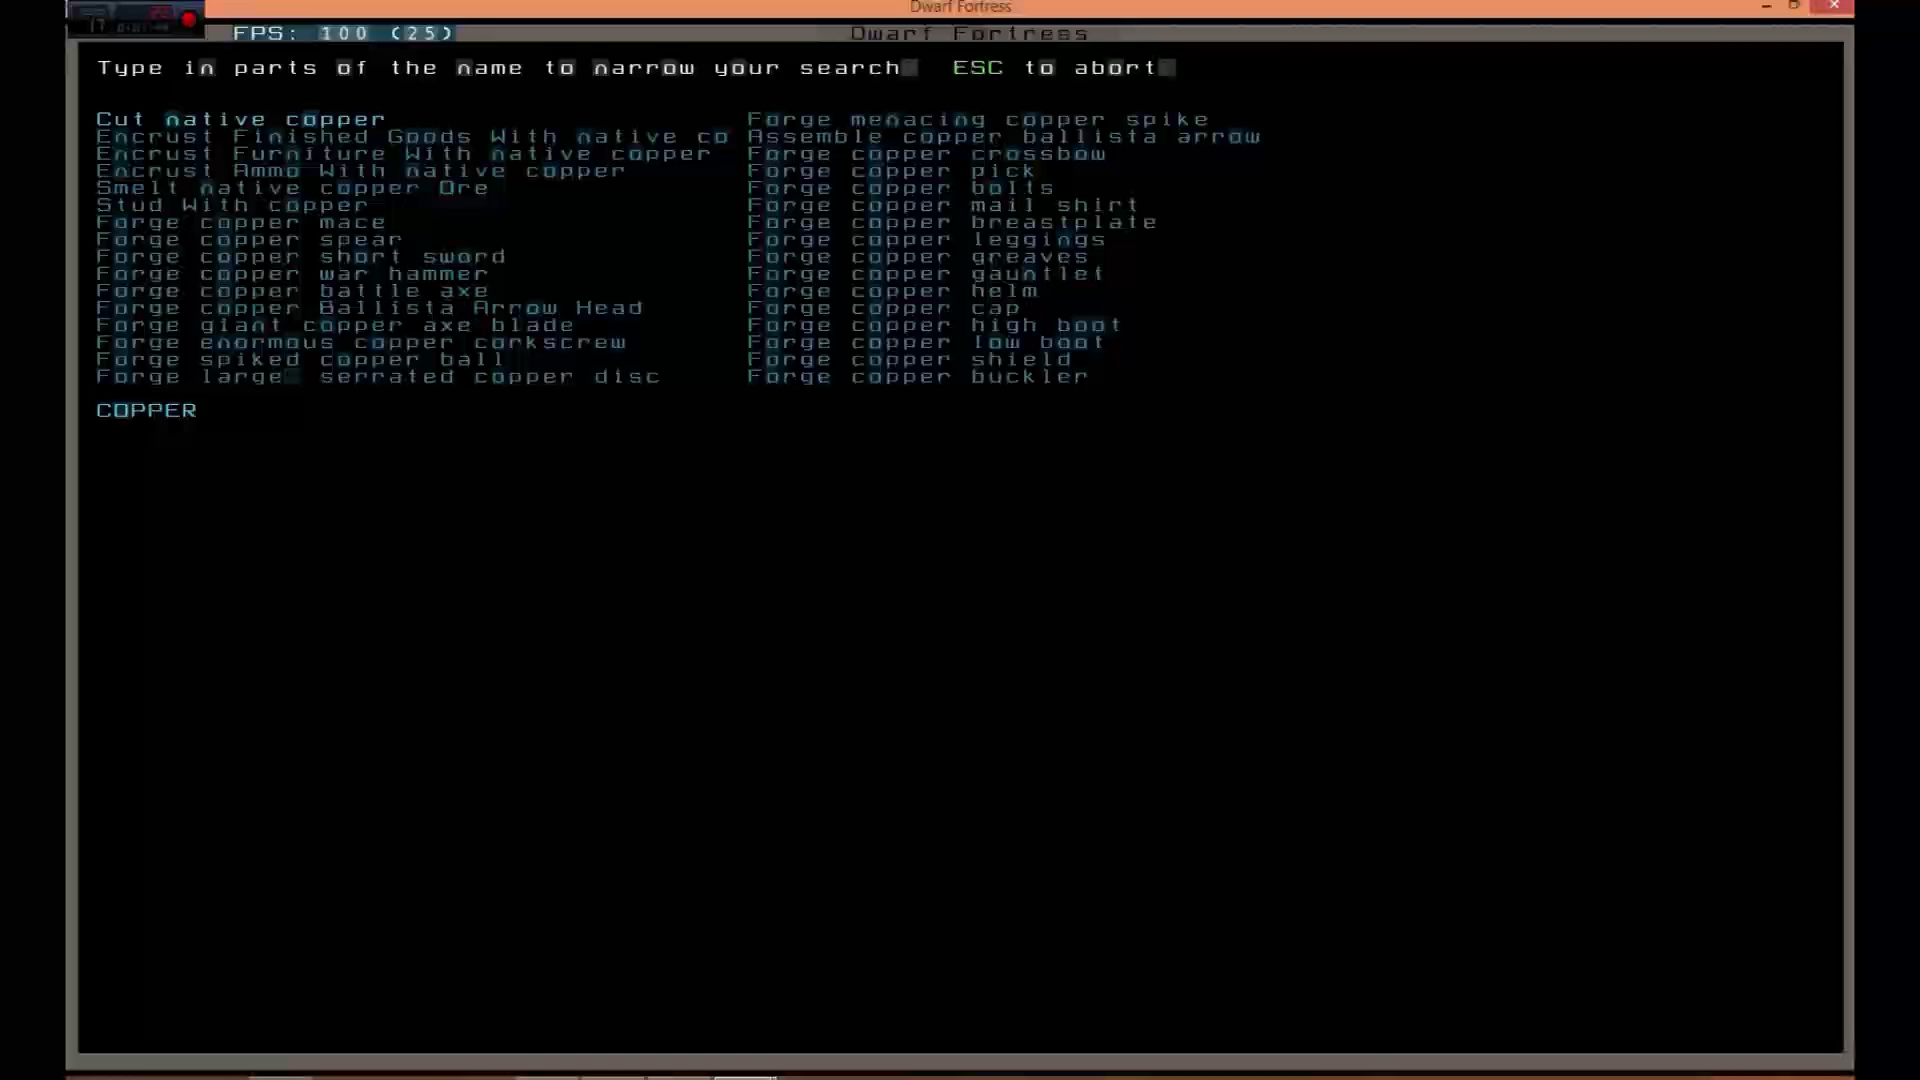 Dwarf Fortress
FPS: 100 (25)
Dwarf Fortress
Type in parts of the name to narrow your search ESC to abort
Cut native copper
Encrust Finished Goods With native co
Encrust Furniture With native copper
Encrust Ammo With native copper
Smelt native copper Ore
Stud With copper
Forge copper mace
Forge copper spear
Forge copper short sword
Forge copper war hammer
Forge copper battle axe
Forge copper Ballista Arrow Head
Forge giant copper axe blade
Forge enormous copper corkscrew
Forge spiked copper ball
Forge large serrated copper disc
Forge menacing copper spike
Assemble copper ballista arrow
Forge copper crossbow
Forge copper pick
Forge copper bolts
Forge copper mail shirt
Forge copper breastplate
Forge copper leggings
Forge copper greaves
Forge copper gauntlet
Forge copper helm
Forge copper cap
Forge copper high boot
Forge copper low boot
Forge copper shield
Forge copper buckler
COPPER